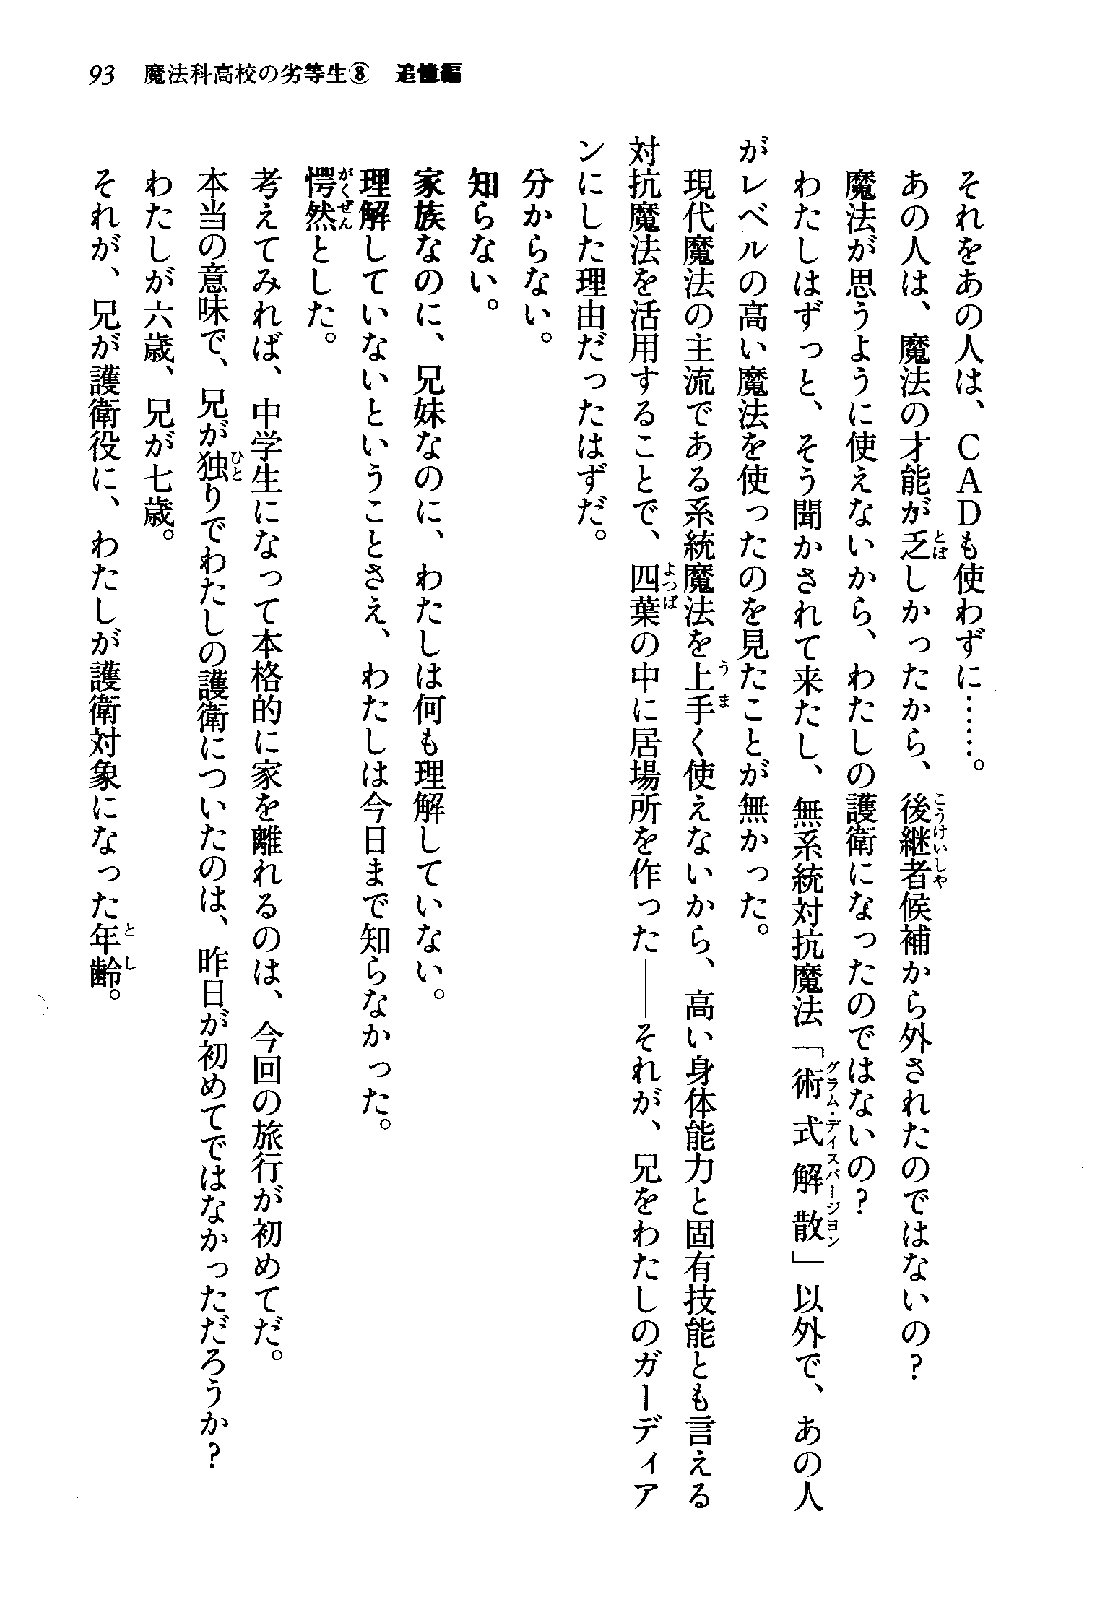 93　魔法科高校の劣等生⑧　追憶編
それをあの人は、ＣＡＤも使わずに……。
あの人は、魔法の才能が乏しかったから、後継者候補から外されたのではないの？
魔法が思うように使えないから、わたしの護衛になったのではないの？
わたしはずっと、そう聞かされて来たし、無系統対抗魔法「術式解散」以外で、あの人
がレベルの高い魔法を使ったのを見たことが無かった。
現代魔法の主流である系統魔法を上手く使えないから、高い身体能力と固有技能とも言える
対抗魔法を活用することで、四葉の中に居場所を作った――それが、兄をわたしのガーディア
ンにした理由だったはずだ。
分からない。
知らない。
家族なのに、兄妹なのに、わたしは何も理解していない。
理解していないということさえ、わたしは今日まで知らなかった。
愕然とした。
考えてみれば、中学生になって本格的に家を離れるのは、今回の旅行が初めてだ。
本当の意味で、兄が独りでわたしの護衛についたのは、昨日が初めてではなかっただろうか？
わたしが六歳、兄が七歳。
それが、兄が護衛役に、わたしが護衛対象になった年齢。